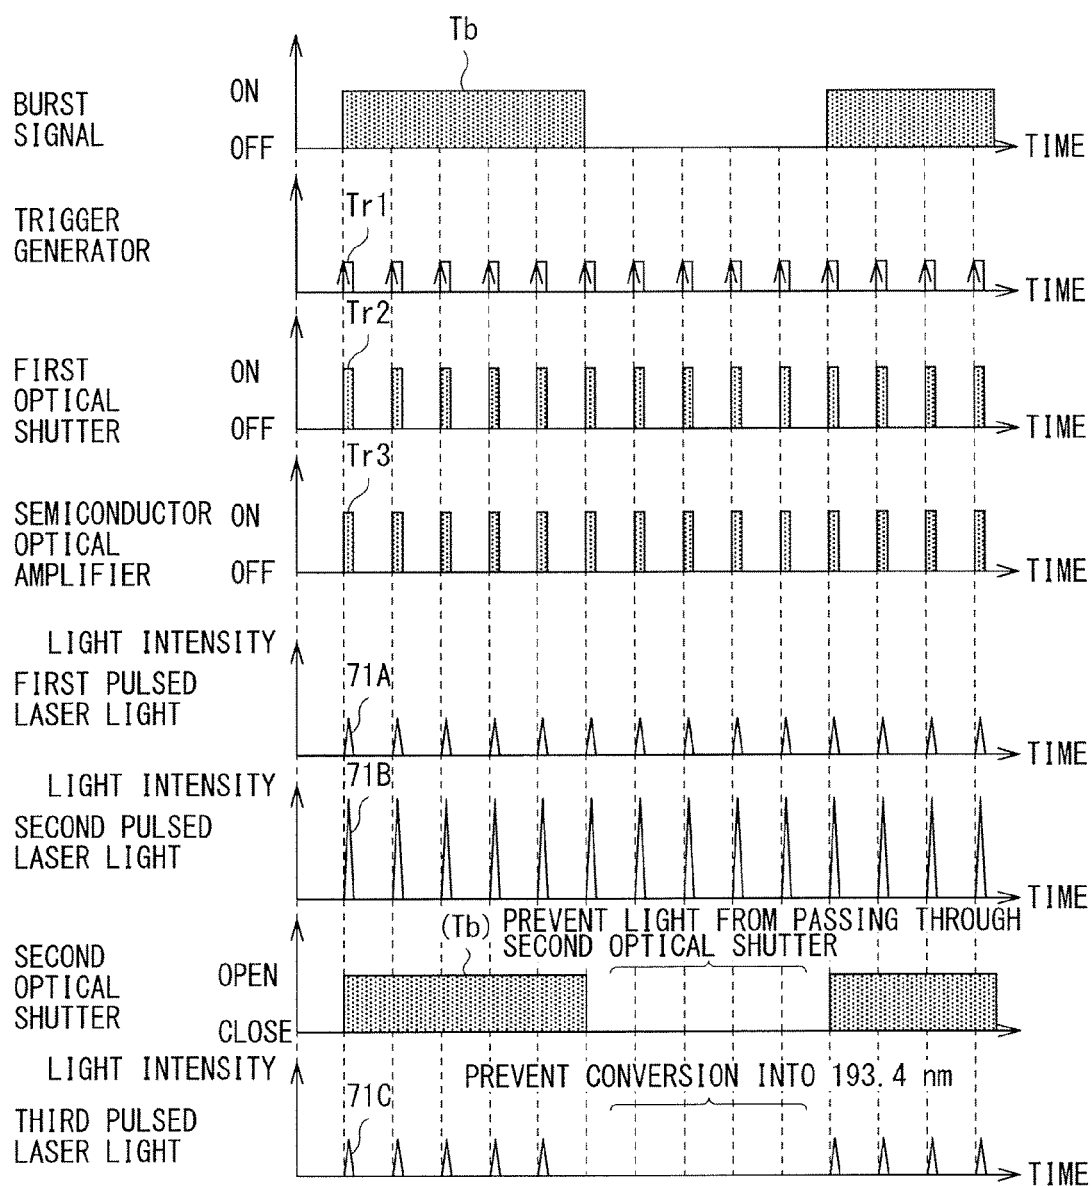 Tb
BURST
SIGNAL
ON
OFF
TIME
TRIGGER
GENERATOR
Tr1
TIME
FIRST
OPTICAL
SHUTTER
Tr2
ON
OFF
TIME
SEMICONDUCTOR
OPTICAL
AMPLIFIER
Tr3
ON
OFF
TIME
LIGHT INTENSITY
FIRST PULSED
LASER LIGHT
71A
TIME
LIGHT INTENSITY
SECOND PULSED
LASER LIGHT
71B
TIME
SECOND
OPTICAL
SHUTTER
(Tb)
PREVENT LIGHT FROM PASSING THROUGH
SECOND OPTICAL SHUTTER
OPEN
CLOSE
LIGHT INTENSITY
THIRD PULSED
LASER LIGHT
PREVENT CONVERSION INTO 193.4 nm
71C
TIME